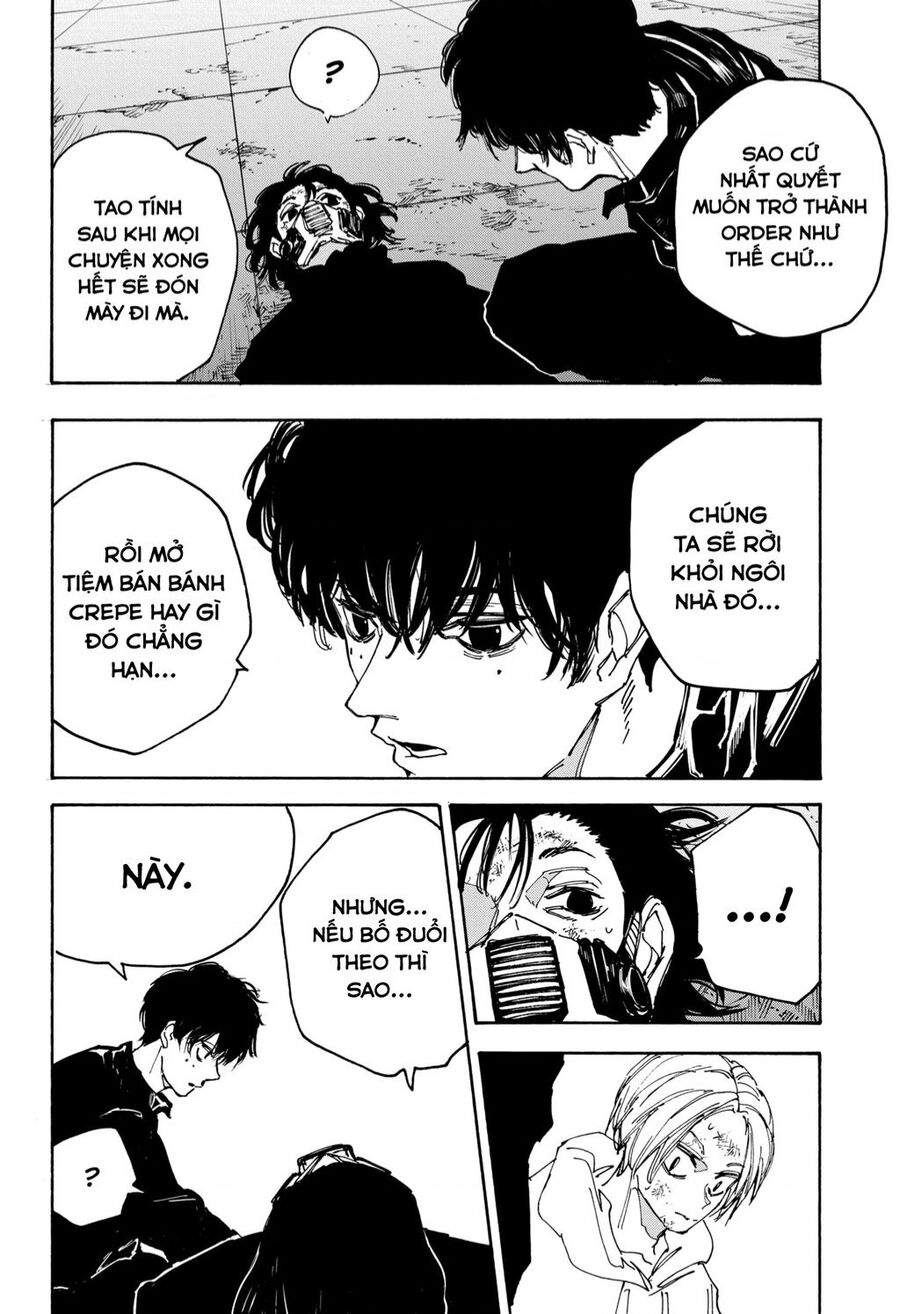 SAO CỨ
NHẤT QUYẾT
MUỐN TRỞ THÀNH
ORDER NHƯ
THẾ CHỨ...
?
TAO TÍNH
SAU KHI MỌI
CHUYỆN XONG
HẾT SẼ ĐÓN
MÀY ĐI MÀ.
CHÚNG
TA SẼ RỜI
KHỎI NGÔI
NHÀ ĐÓ...
RỒI MỞ
TIỆM BÁN BÁNH
CREPE HAY GÌ
ĐÓ CHẲNG
HẠN...
...!
NHƯNG...
NẾU BỐ ĐUỔI
THEO THÌ
SAO...
NÀY.
?